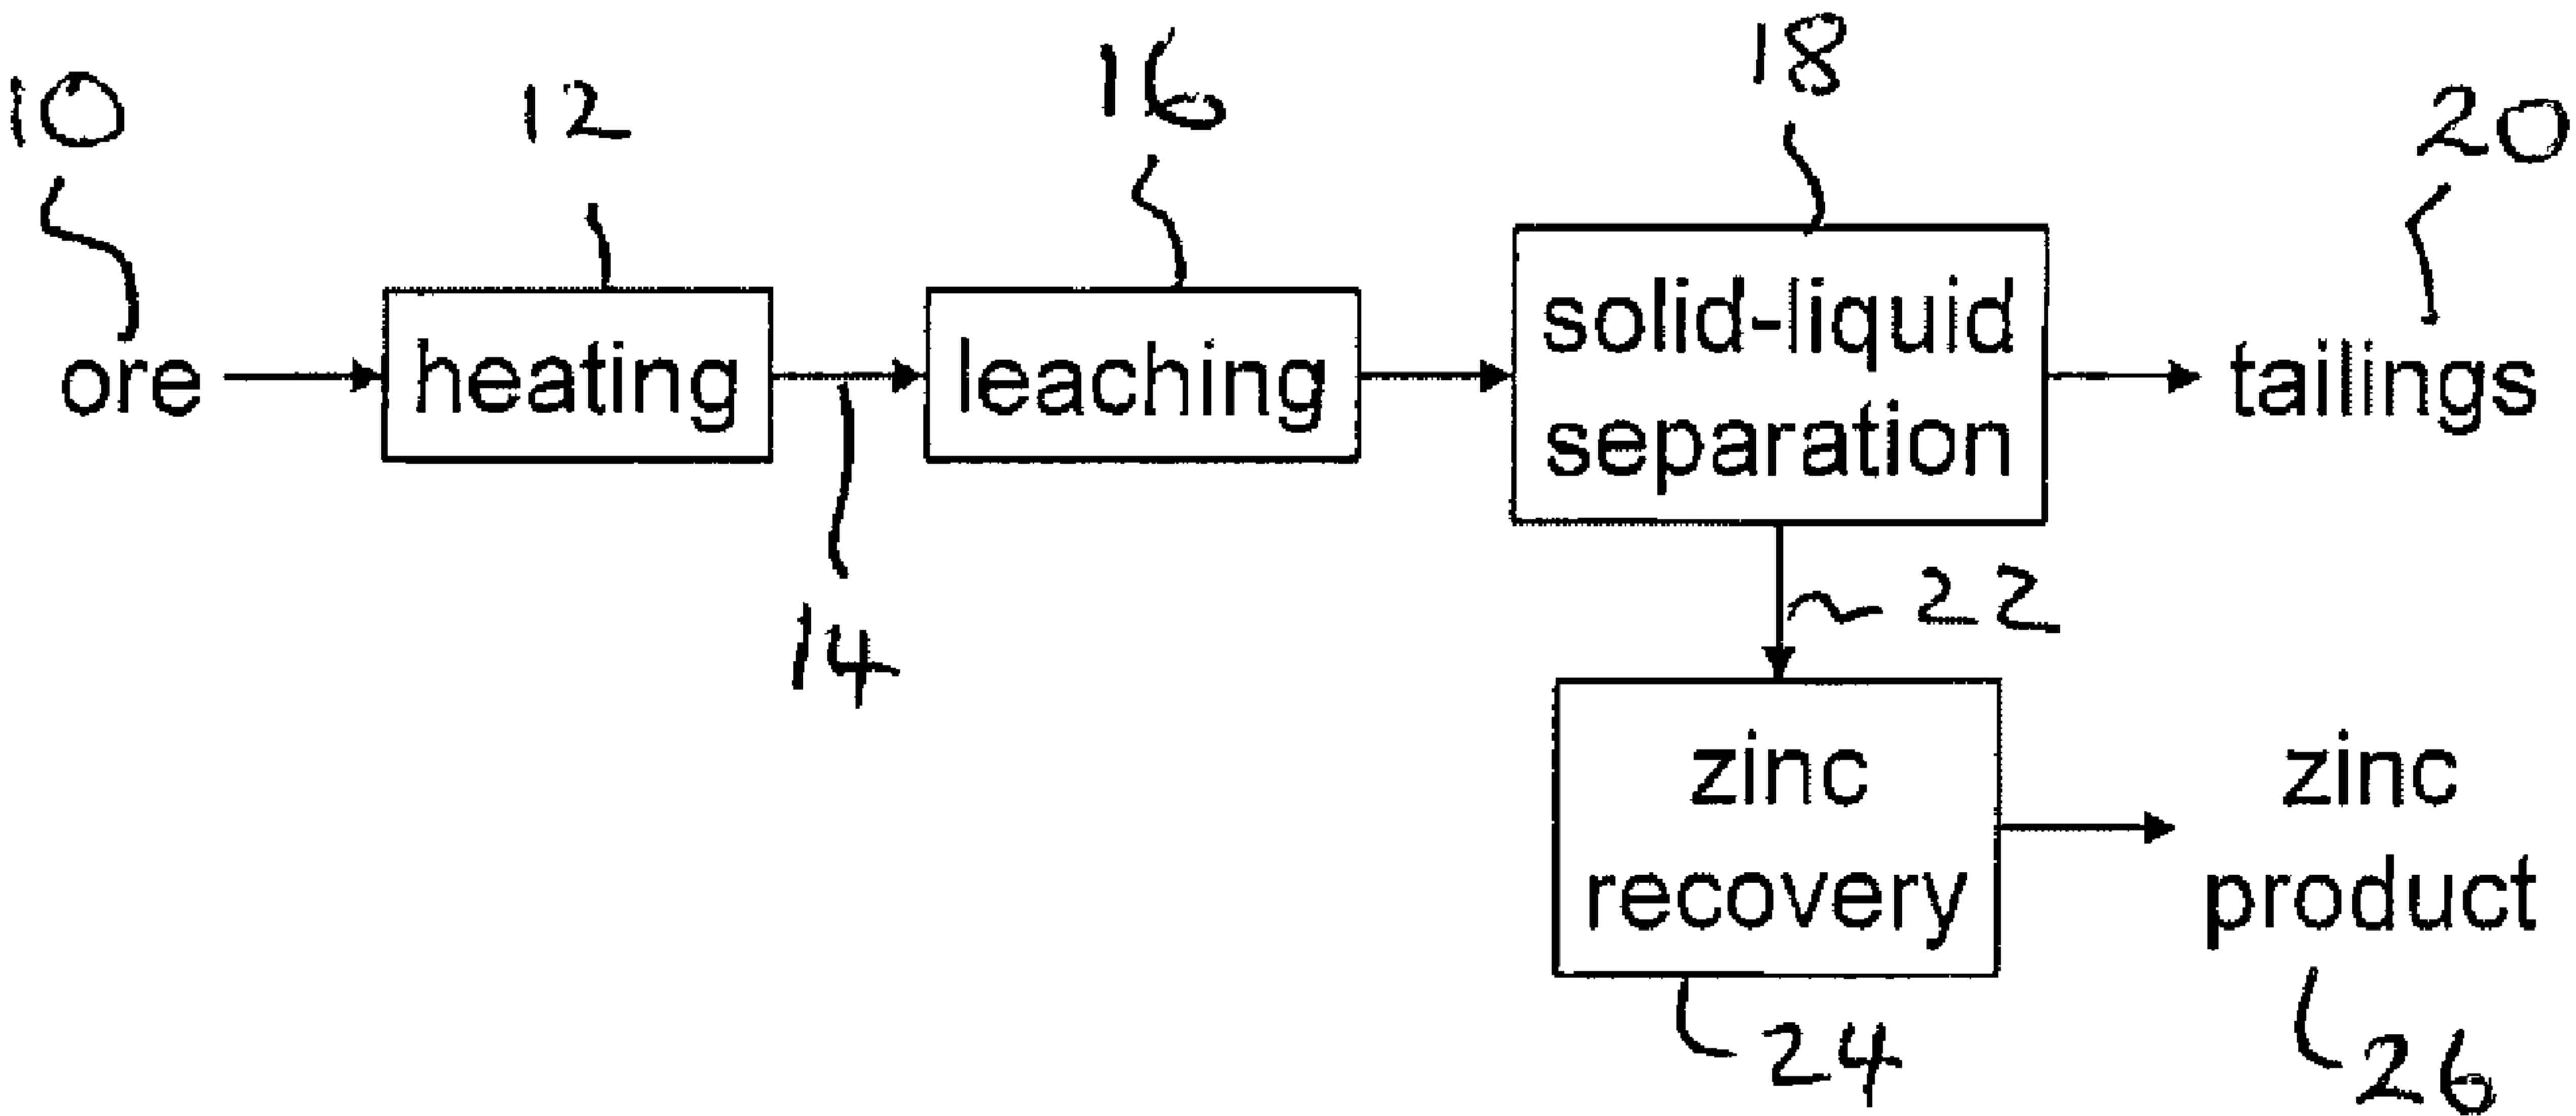 10
12
16
18
20
ore
heating
leaching
solid-liquid
separation
tailings
14
22
zinc
recovery
zinc
product
24
26